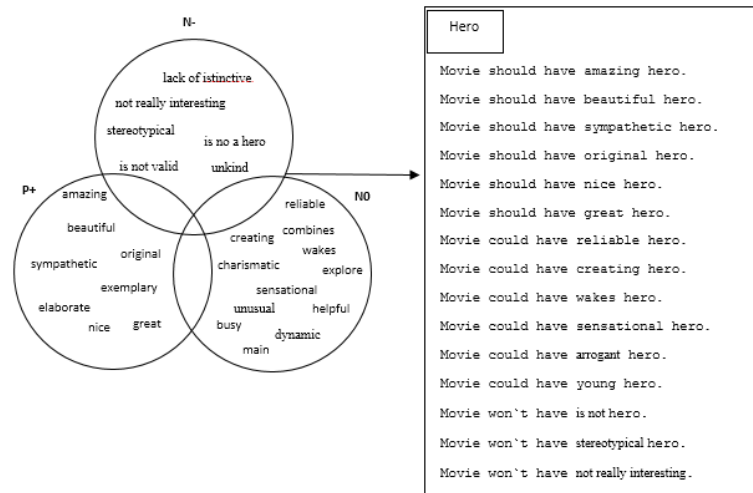 N-
lack of istinctive
not really interesting
stereotypical
is no a hero
is not valid
unkind
P+
amazing
beautiful
original
sympathetic
exemplary
elaborate
nice
great
N0
reliable
combines
creating
wakes
charismatic
explore
sensational
unusual
helpful
busy
dynamic
main
Hero
Movie should have amazing hero.
Movie should have beautiful hero.
Movie should have sympathetic hero.
Movie should have original hero.
Movie should have nice hero.
Movie should have great hero.
Movie could have reliable hero.
Movie could have creating hero.
Movie could have wakes hero.
Movie could have sensational hero.
Movie could have arrogant hero.
Movie could have young hero.
Movie won`t have is not hero.
Movie won`t have stereotypical hero.
Movie won`t have not really interesting.